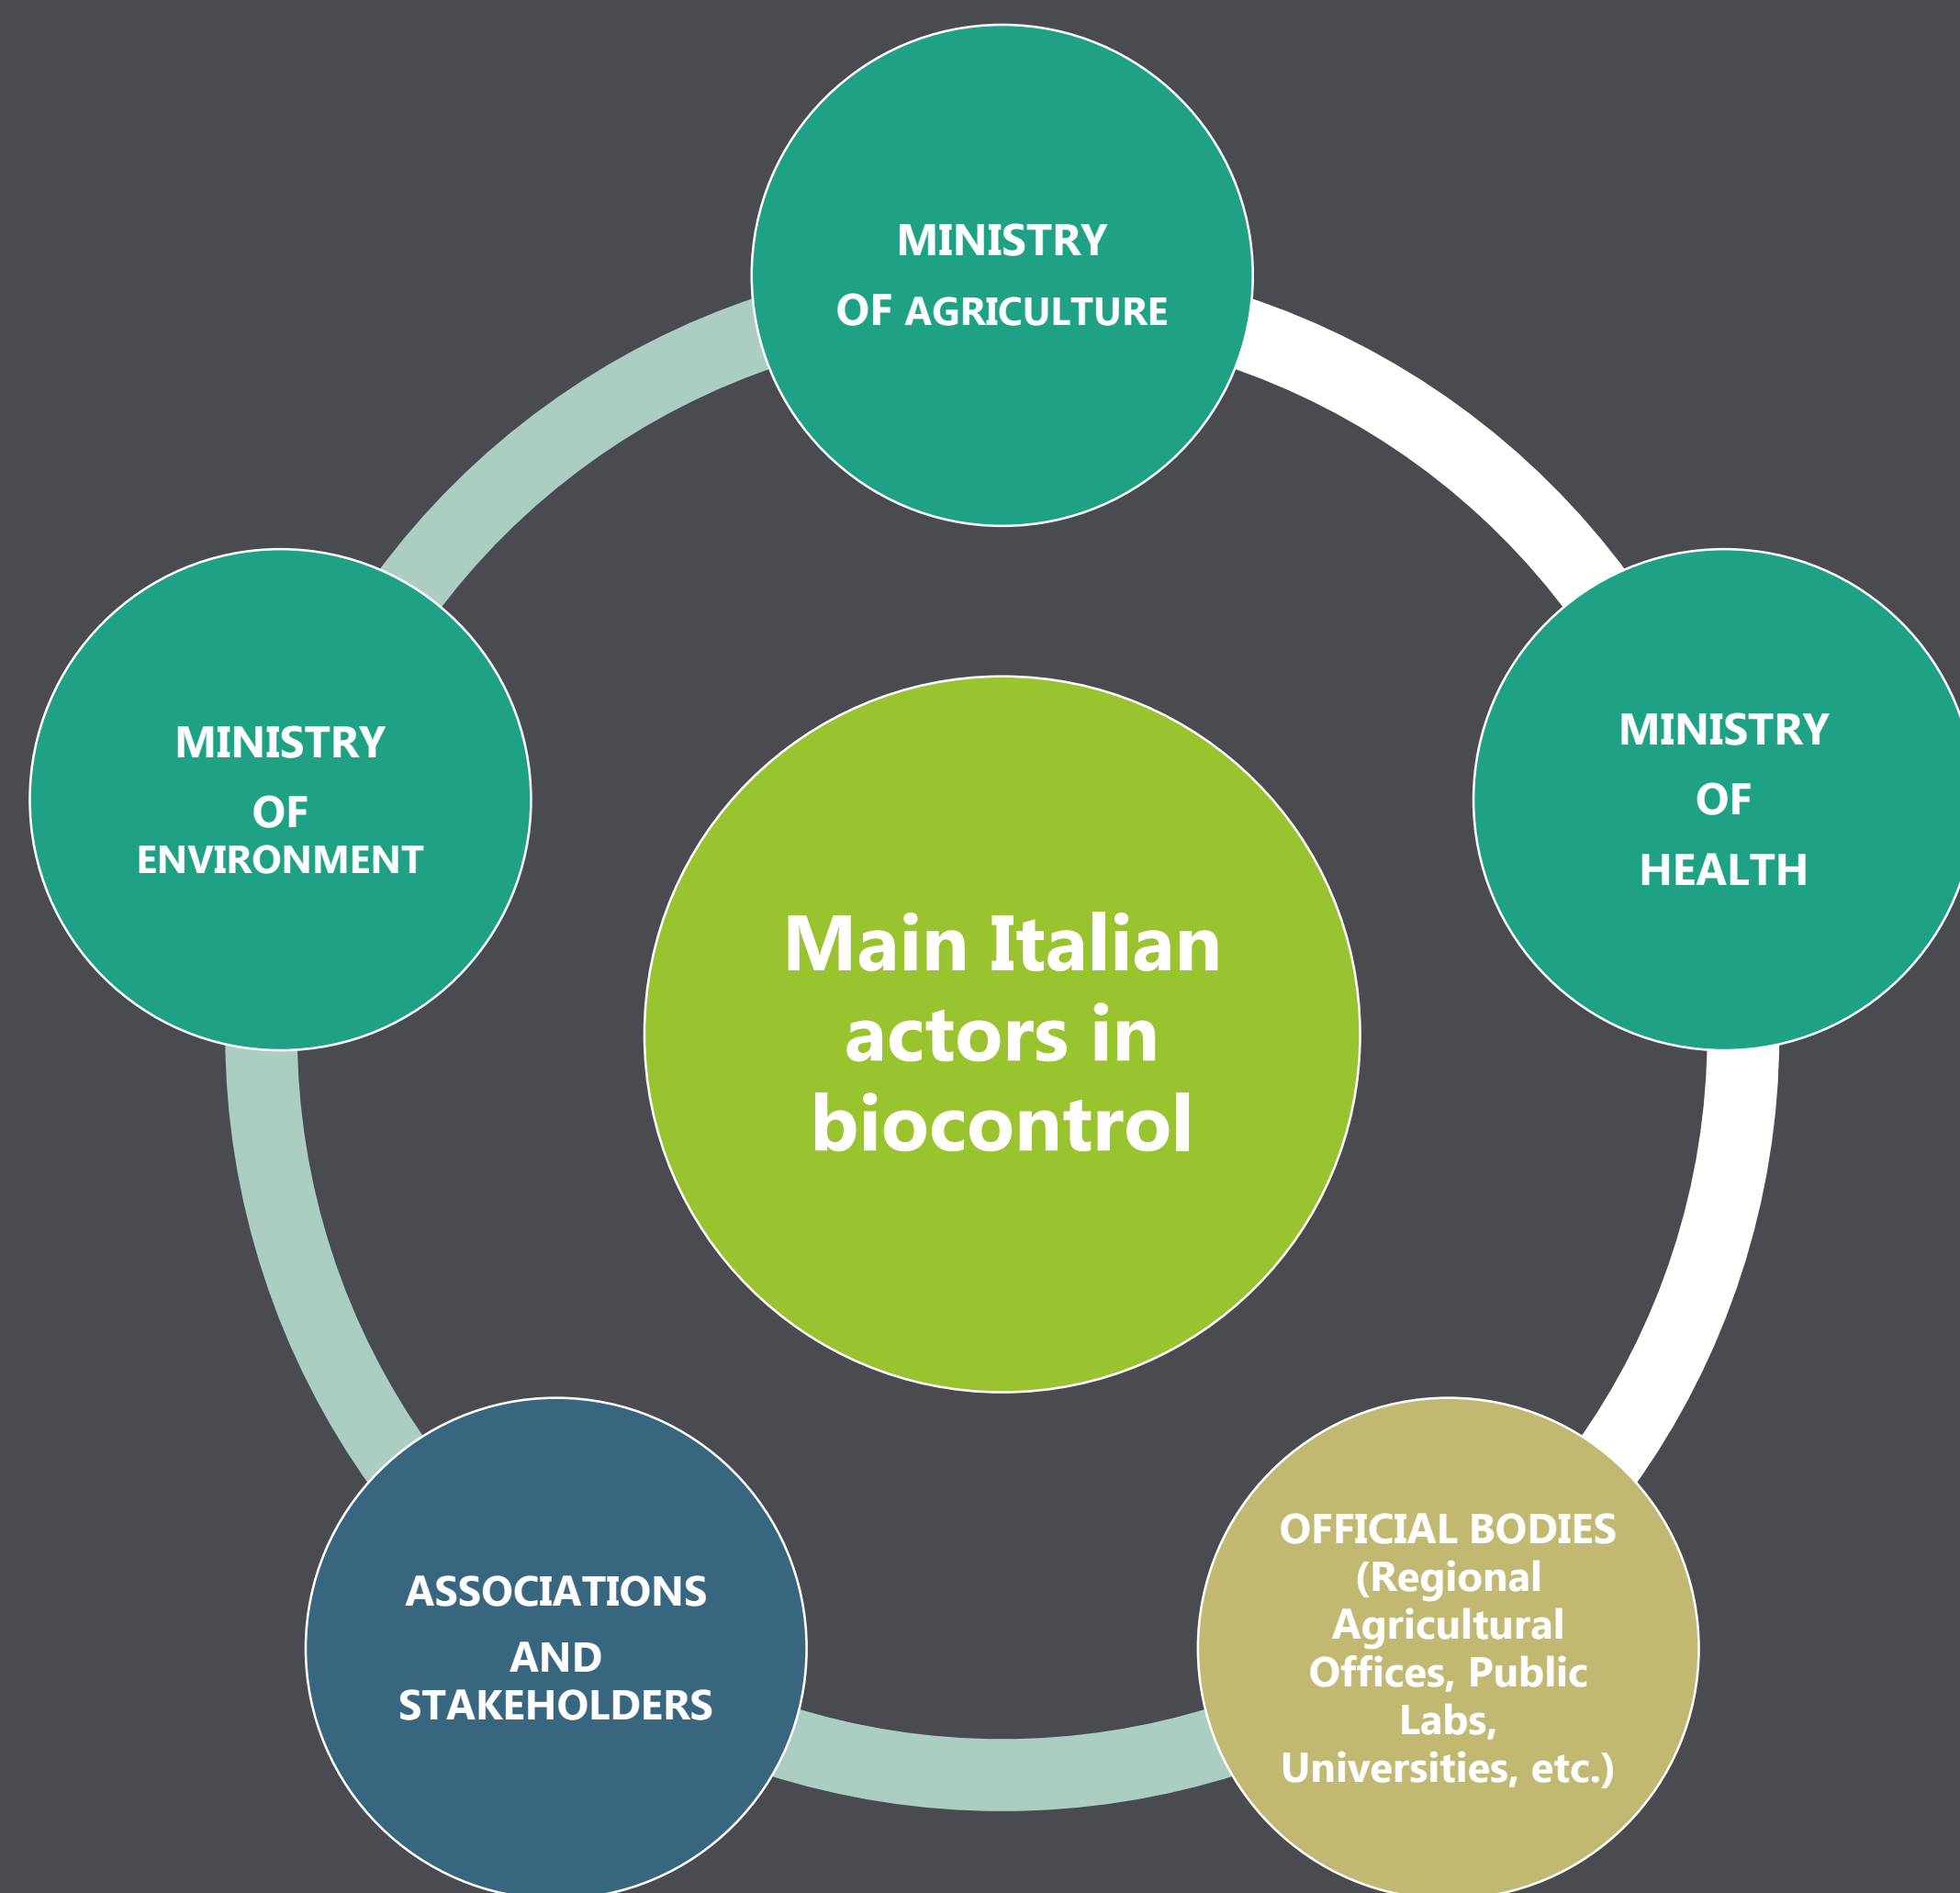 MINISTRY
OF AGRICULTURE
MINISTRY
OF
HEALTH
OFFICIAL BODIES
(Regional
Agricultural
Offices, Public
Labs,
Universities, etc.)
ASSOCIATIONS
AND
STAKEHOLDERS
MINISTRY
OF
ENVIRONMENT
Main Italian
actors in
biocontrol